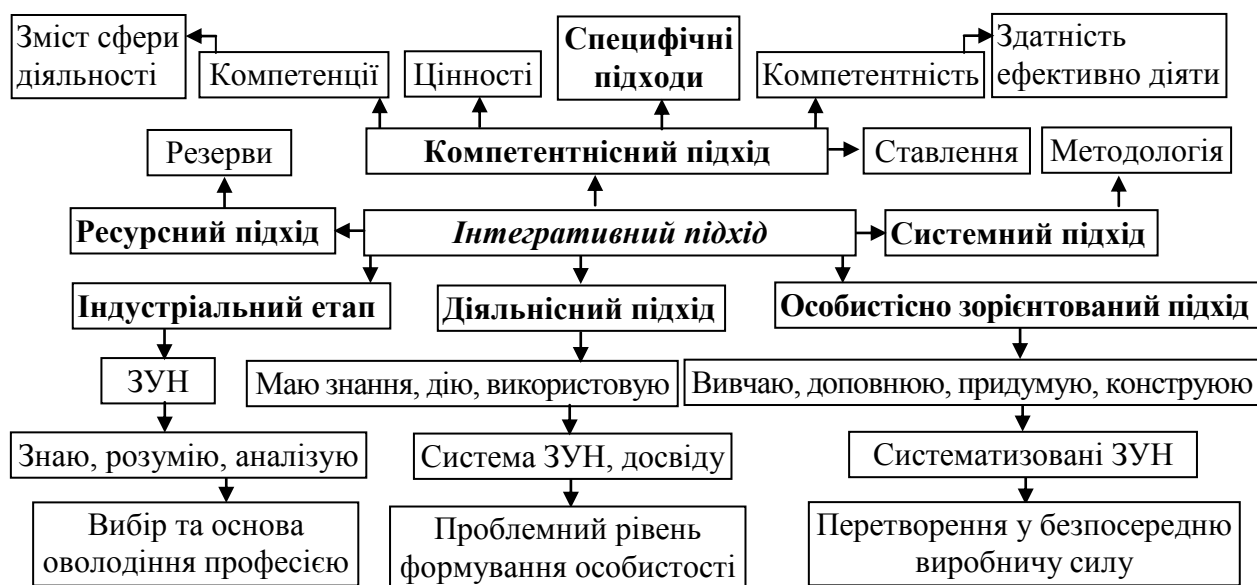 Зміст сфери
діяльності
Компетенції
Цінності
Специфічні
підходи
Компетентність
Здатність
ефективно діяти
Резерви
Компетентнісний підхід
Ставлення
Методологія
Ресурсний підхід
Інтегративний підхід
Системний підхід
Індустріальний етап
Діяльнісний підхід
Особистісно зорієнтований підхід
ЗУН
Маю знання, дію, використовую
Вивчаю, доповнюю, придумую, конструюю
Знаю, розумію, аналізую
Система ЗУН, досвіду
Систематизовані ЗУН
Вибір та основа
оволодіння професією
Проблемний рівень
формування особистості
Перетворення у безпосередню
виробничу силу